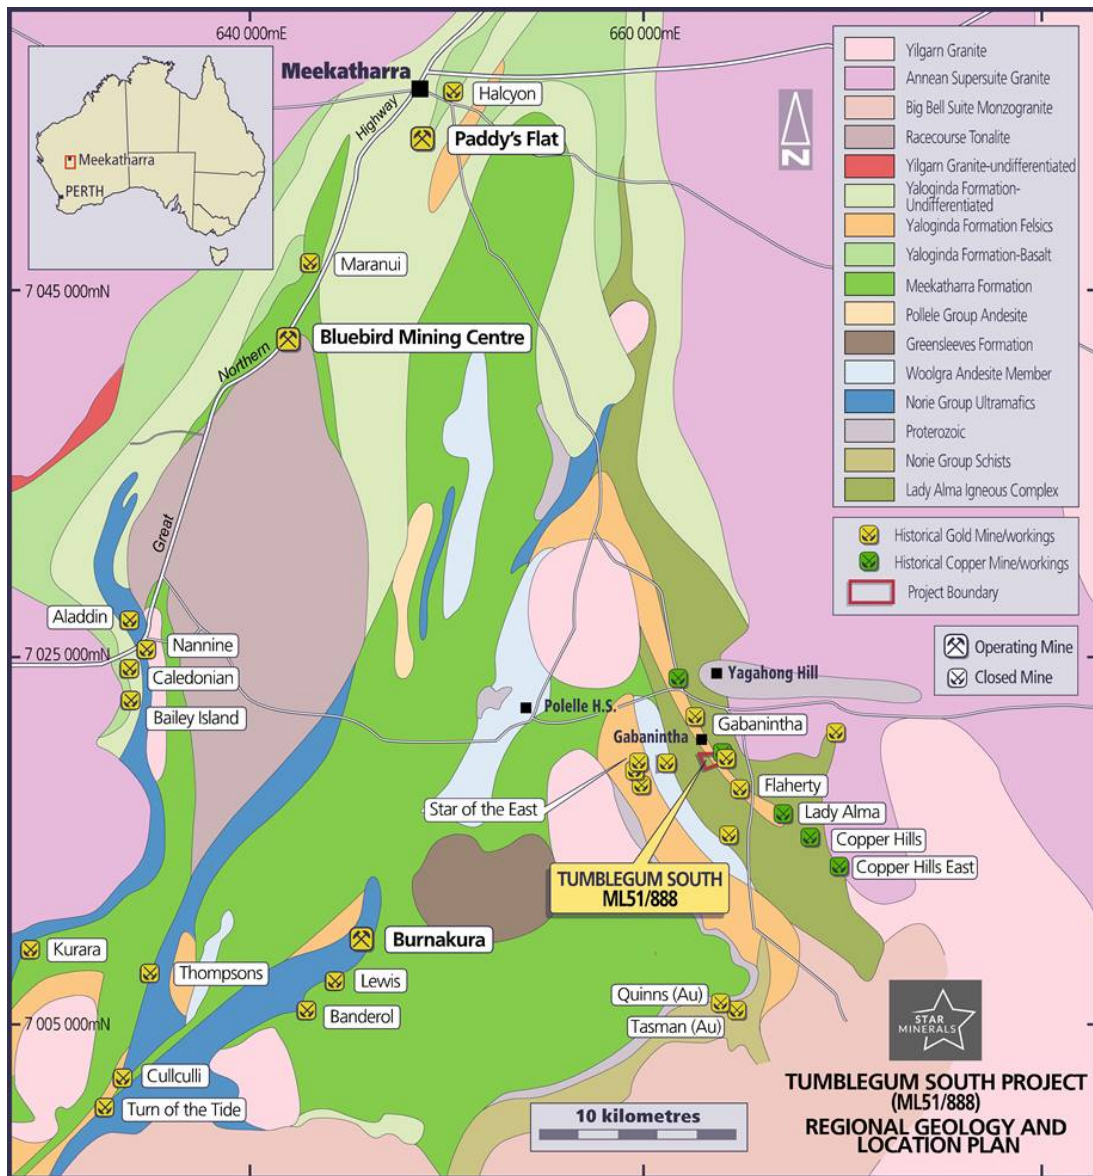 640 000mE
660 000mE
Meekatharra
PERTH
Meekatharra
Halcyon
Highway
Paddy's Flat
Maranui
7 045 000mN
Bluebird Mining Centre
Northern
Great
Aladdin
Nannine
7 025 000mN
Caledonian
Bailey Island
Yagahong Hill
Polelle H.S.
Gabanintha
Gabanintha
Flaherty
Star of the East
Lady Alma
Copper Hills
Copper Hills East
TUMBLEGUM SOUTH
ML51/888
Burnakura
Kurara
Thompsons
Lewis
Banderol
Quinns (Au)
Tasman (Au)
7 005 000mN
Cullculli
Turn of the Tide
Yilgarn Granite
Annean Supersuite Granite
Big Bell Suite Monzogranite
Racecourse Tonalite
Yilgarn Granite-undifferentiated
Yaloginda Formation-
Undifferentiated
Yaloginda Formation Felsics
Yaloginda Formation-Basalt
Meekatharra Formation
Pollele Group Andesite
Greensleeves Formation
Woolgra Andesite Member
Norie Group Ultramafics
Proterozoic
Norie Group Schists
Lady Alma Igneous Complex
Historical Gold Mine/workings
Historical Copper Mine/workings
Project Boundary
Operating Mine
Closed Mine
N
10 kilometres
STAR
MINERALS
TUMBLEGUM SOUTH PROJECT
(ML51/888)
REGIONAL GEOLOGY AND
LOCATION PLAN